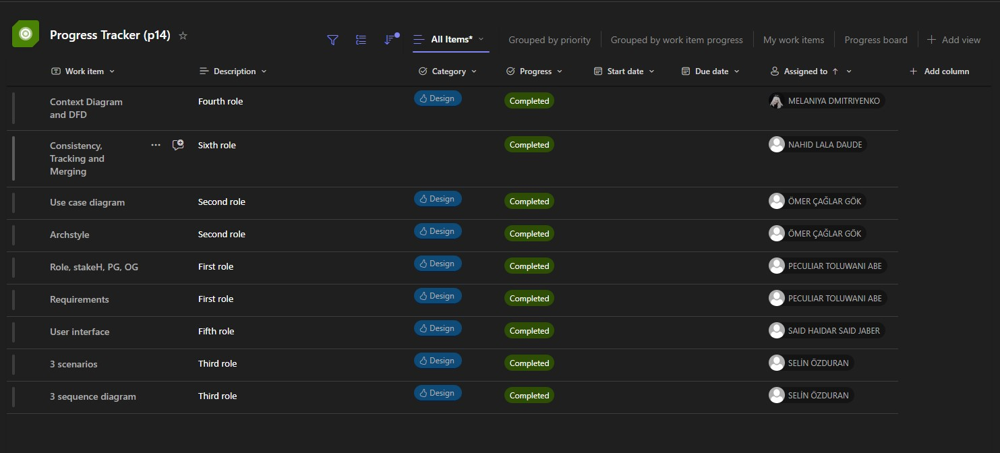 Progress Tracker (p14)
All Items*
Grouped by priority
Grouped by work item progress
My work items
Progress board
Add view
Work item
Description
Category
Progress
Start date
Due date
Assigned to
Add column
Context Diagram
and DFD
Fourth role
Design
Completed
MELANIYA DMITRIYENKO
Consistency,
Tracking and
Merging
Sixth role
Completed
NAHID LALA DAUDE
Use case diagram
Second role
Design
Completed
ÖMER ÇAĞLAR GÖK
Archstyle
Second role
Design
Completed
ÖMER ÇAĞLAR GÖK
Role, stakeH, PG, OG
First role
Design
Completed
PECULIAR TOLUWANI ABE
Requirements
First role
Design
Completed
PECULIAR TOLUWANI ABE
User interface
Fifth role
Design
Completed
SAID HAIDAR SAID JABER
3 scenarios
Third role
Design
Completed
SELİN ÖZDURAN
3 sequence diagram
Third role
Design
Completed
SELİN ÖZDURAN